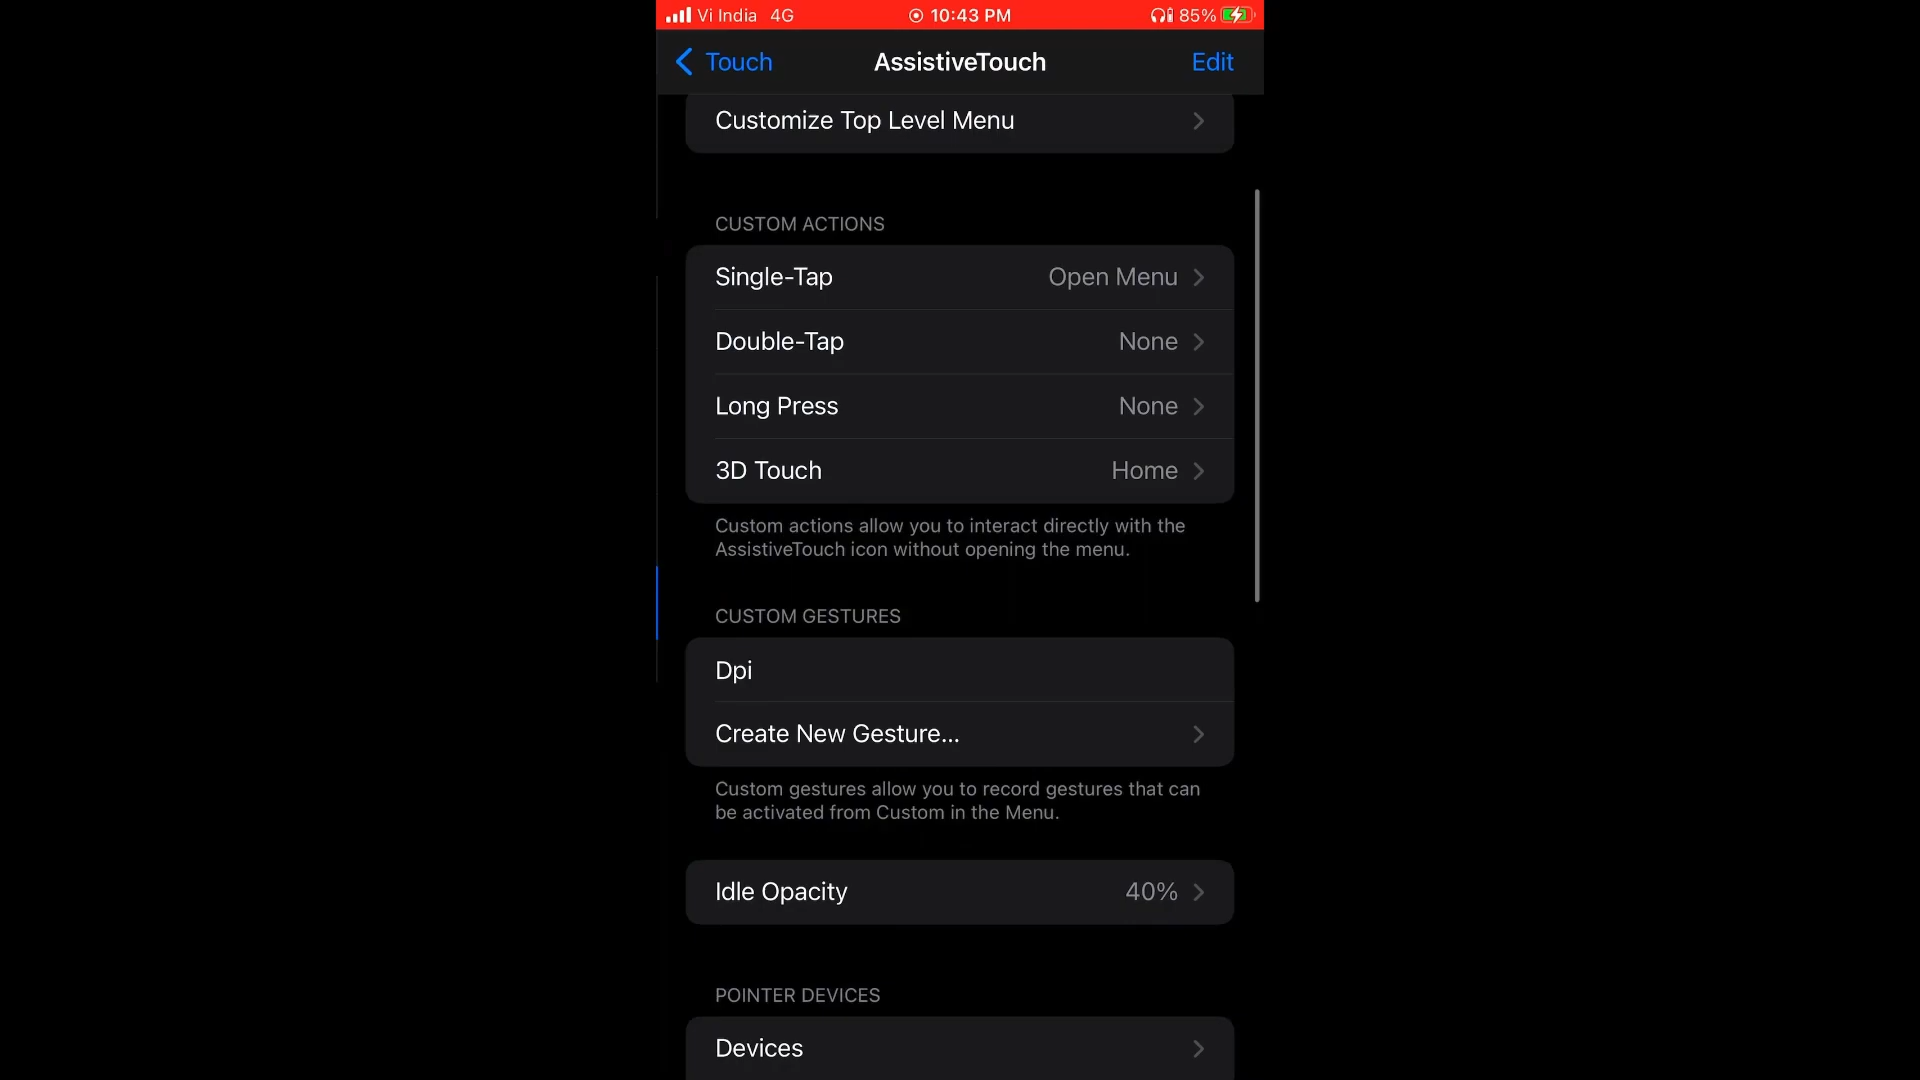 Vi India 4G 10:43 PM 85%
Touch AssistiveTouch Edit
Customize Top Level Menu
CUSTOM ACTIONS
Single-Tap Open Menu
Double-Tap None
Long Press None
3D Touch Home
Custom actions allow you to interact directly with the
AssistiveTouch icon without opening the menu.
CUSTOM GESTURES
Dpi
Create New Gesture...
Custom gestures allow you to record gestures that can
be activated from Custom in the Menu.
Idle Opacity 40%
POINTER DEVICES
Devices